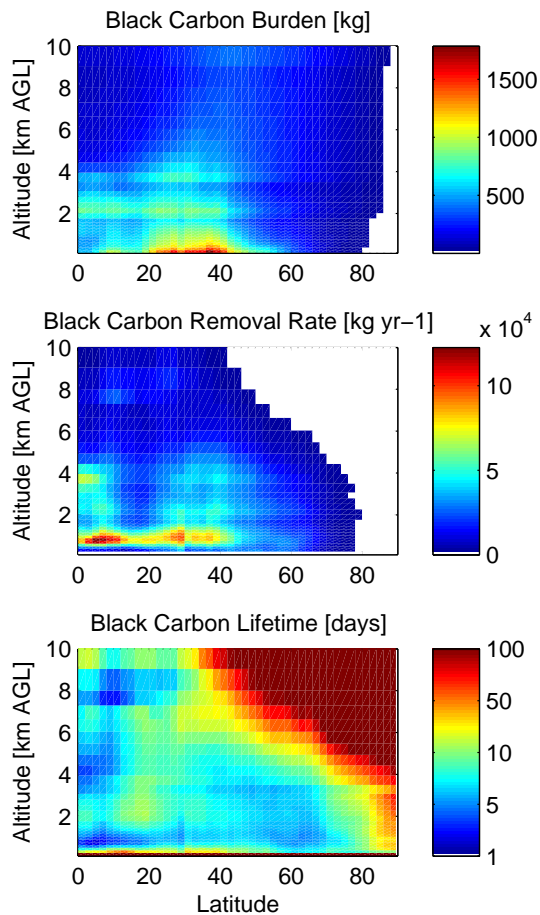 Black Carbon Burden [kg]
Altitude [km AGL]
10
8
6
4
2
0 20 40 60 80
1500
1000
500
Black Carbon Removal Rate [kg yr−1]
x 10^4
Altitude [km AGL]
10
8
6
4
2
0 20 40 60 80
10
5
0
Black Carbon Lifetime [days]
Altitude [km AGL]
10
8
6
4
2
0 20 40 60 80
Latitude
100
50
10
5
1